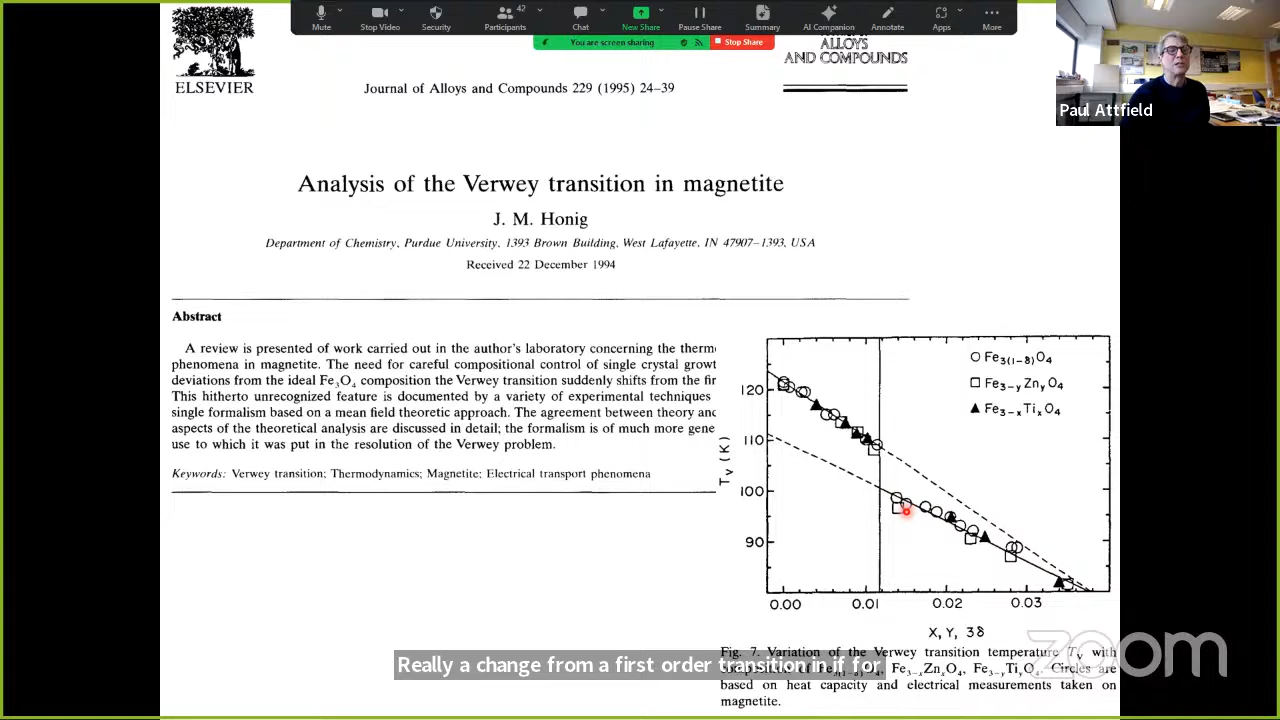 Mute
Stop Video
Security
Participants
42
Chat
New Share
Pause Share
Summary
AI Companion
Annotate
Apps
More
You are screen sharing
Stop Share
Paul Attfield
ELSEVIER
Journal of Alloys and Compounds 229 (1995) 24–39
ALLOYS
AND COMPOUNDS
Analysis of the Verwey transition in magnetite
J. M. Honig
Department of Chemistry, Purdue University, 1393 Brown Building, West Lafayette, IN 47907–1393, USA
Received 22 December 1994
Abstract
A review is presented of work carried out in the author's laboratory concerning the therm
phenomena in magnetite. The need for careful compositional control of single crystal growt
deviations from the ideal Fe3O4 composition the Verwey transition suddenly shifts from the fir
This hitherto unrecognized feature is documented by a variety of experimental techniques
single formalism based on a mean field theoretic approach. The agreement between theory and
aspects of the theoretical analysis are discussed in detail; the formalism is of much more gene
use to which it was put in the resolution of the Verwey problem.
Keywords: Verwey transition; Thermodynamics; Magnetite; Electrical transport phenomena
Fe3(1−δ)O4
Fe3−yZnyO4
Fe3−xTixO4
120
110
100
90
TV (K)
0.00
0.01
0.02
0.03
X, Y, 3δ
Fig. 7. Variation of the Verwey transition temperature TV with
composition of Fe3(1−δ)O4, Fe3−xZnxO4, Fe3−yTiyO4. Circles are
based on heat capacity and electrical measurements taken on
magnetite.
Really a change from a first order transition in if for
zoom